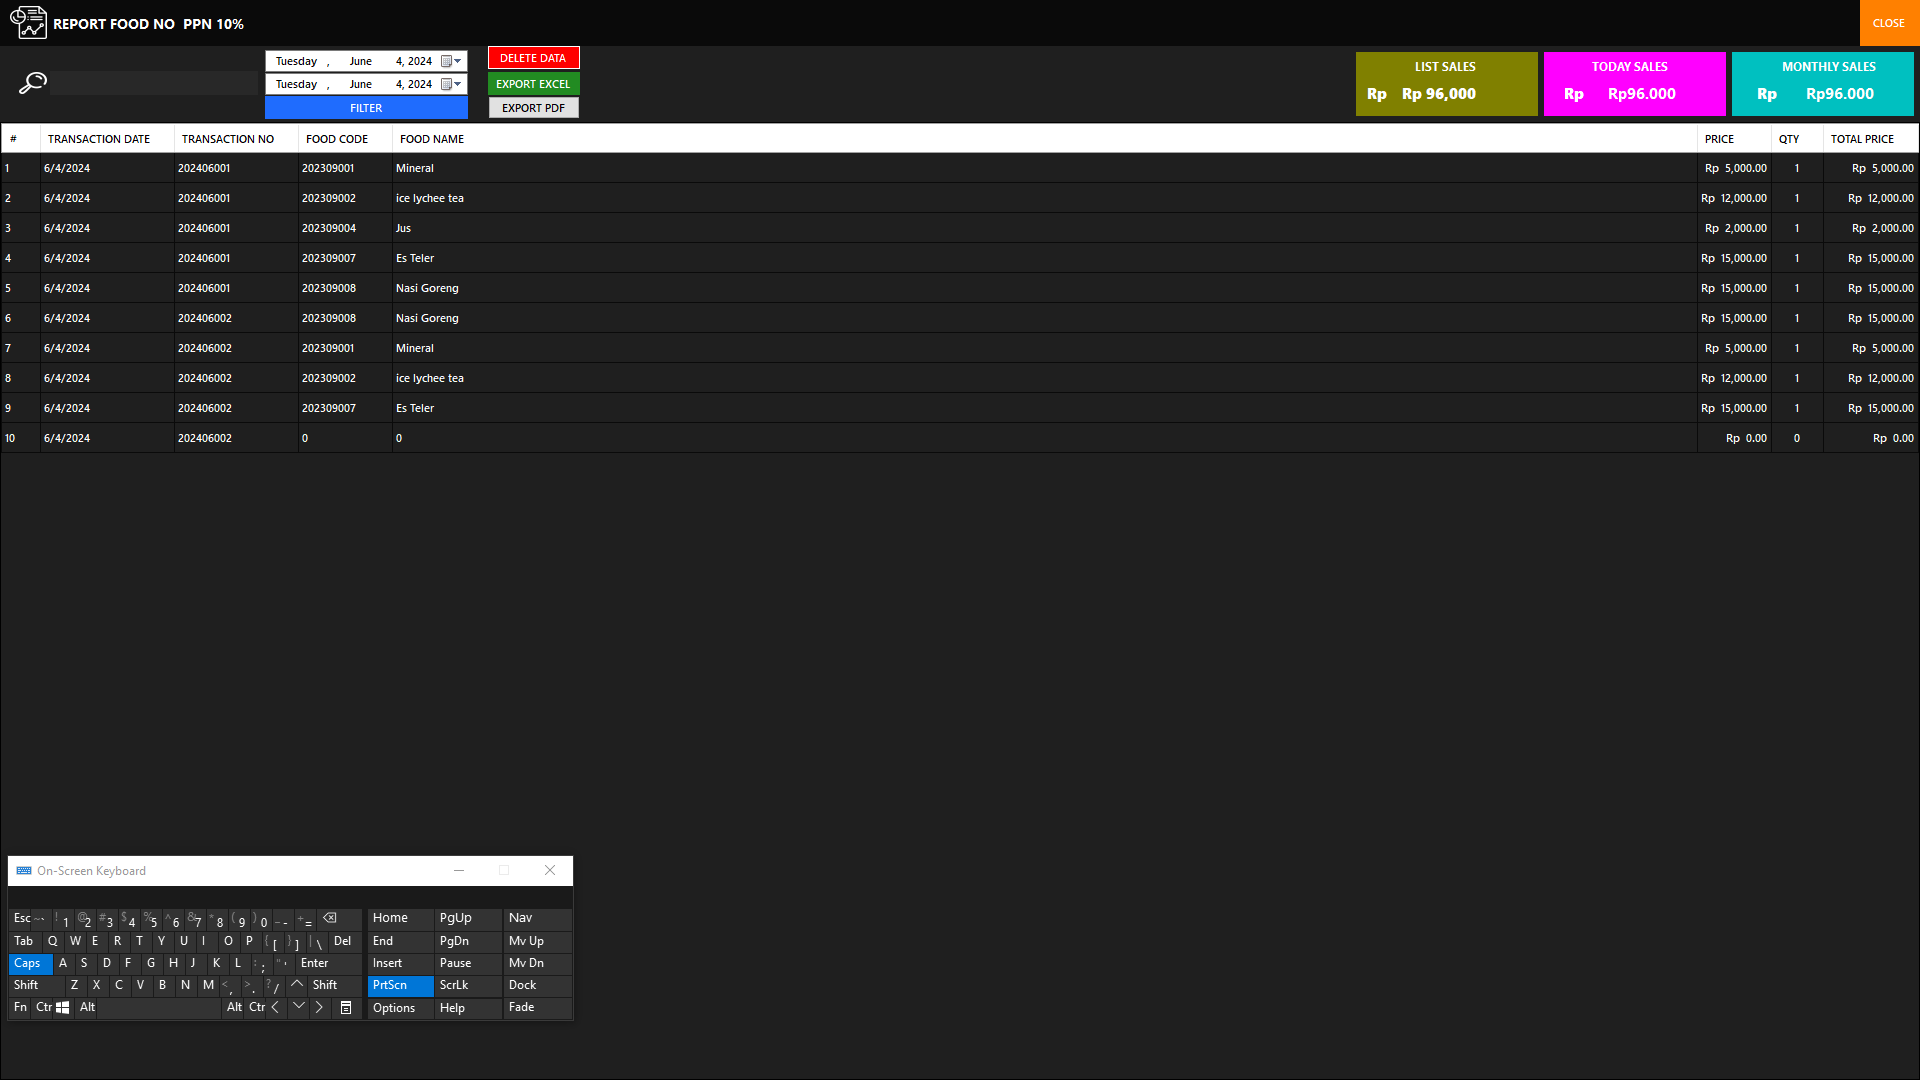 REPORT FOOD NO PPN 10%
CLOSE
Tuesday , June 4, 2024
Tuesday , June 4, 2024
FILTER
DELETE DATA
EXPORT EXCEL
EXPORT PDF
LIST SALES
Rp Rp 96,000
TODAY SALES
Rp Rp96.000
MONTHLY SALES
Rp Rp96.000
# TRANSACTION DATE TRANSACTION NO FOOD CODE FOOD NAME PRICE QTY TOTAL PRICE
1 6/4/2024 202406001 202309001 Mineral Rp 5,000.00 1 Rp 5,000.00
2 6/4/2024 202406001 202309002 ice lychee tea Rp 12,000.00 1 Rp 12,000.00
3 6/4/2024 202406001 202309004 Jus Rp 2,000.00 1 Rp 2,000.00
4 6/4/2024 202406001 202309007 Es Teler Rp 15,000.00 1 Rp 15,000.00
5 6/4/2024 202406001 202309008 Nasi Goreng Rp 15,000.00 1 Rp 15,000.00
6 6/4/2024 202406002 202309008 Nasi Goreng Rp 15,000.00 1 Rp 15,000.00
7 6/4/2024 202406002 202309001 Mineral Rp 5,000.00 1 Rp 5,000.00
8 6/4/2024 202406002 202309002 ice lychee tea Rp 12,000.00 1 Rp 12,000.00
9 6/4/2024 202406002 202309007 Es Teler Rp 15,000.00 1 Rp 15,000.00
10 6/4/2024 202406002 0 0 Rp 0.00 0 Rp 0.00
On-Screen Keyboard
Esc ~ ` ! 1 @ 2 # 3 $ 4 % 5 ^ 6 & 7 * 8 ( 9 ) 0 _ - + = Home PgUp Nav
Tab Q W E R T Y U I O P { [ } ] | \ Del End PgDn Mv Up
Caps A S D F G H J K L : ; " ' Enter Insert Pause Mv Dn
Shift Z X C V B N M < , > . ? / Shift PrtScn ScrLk Dock
Fn Ctr Alt Alt Ctr Options Help Fade